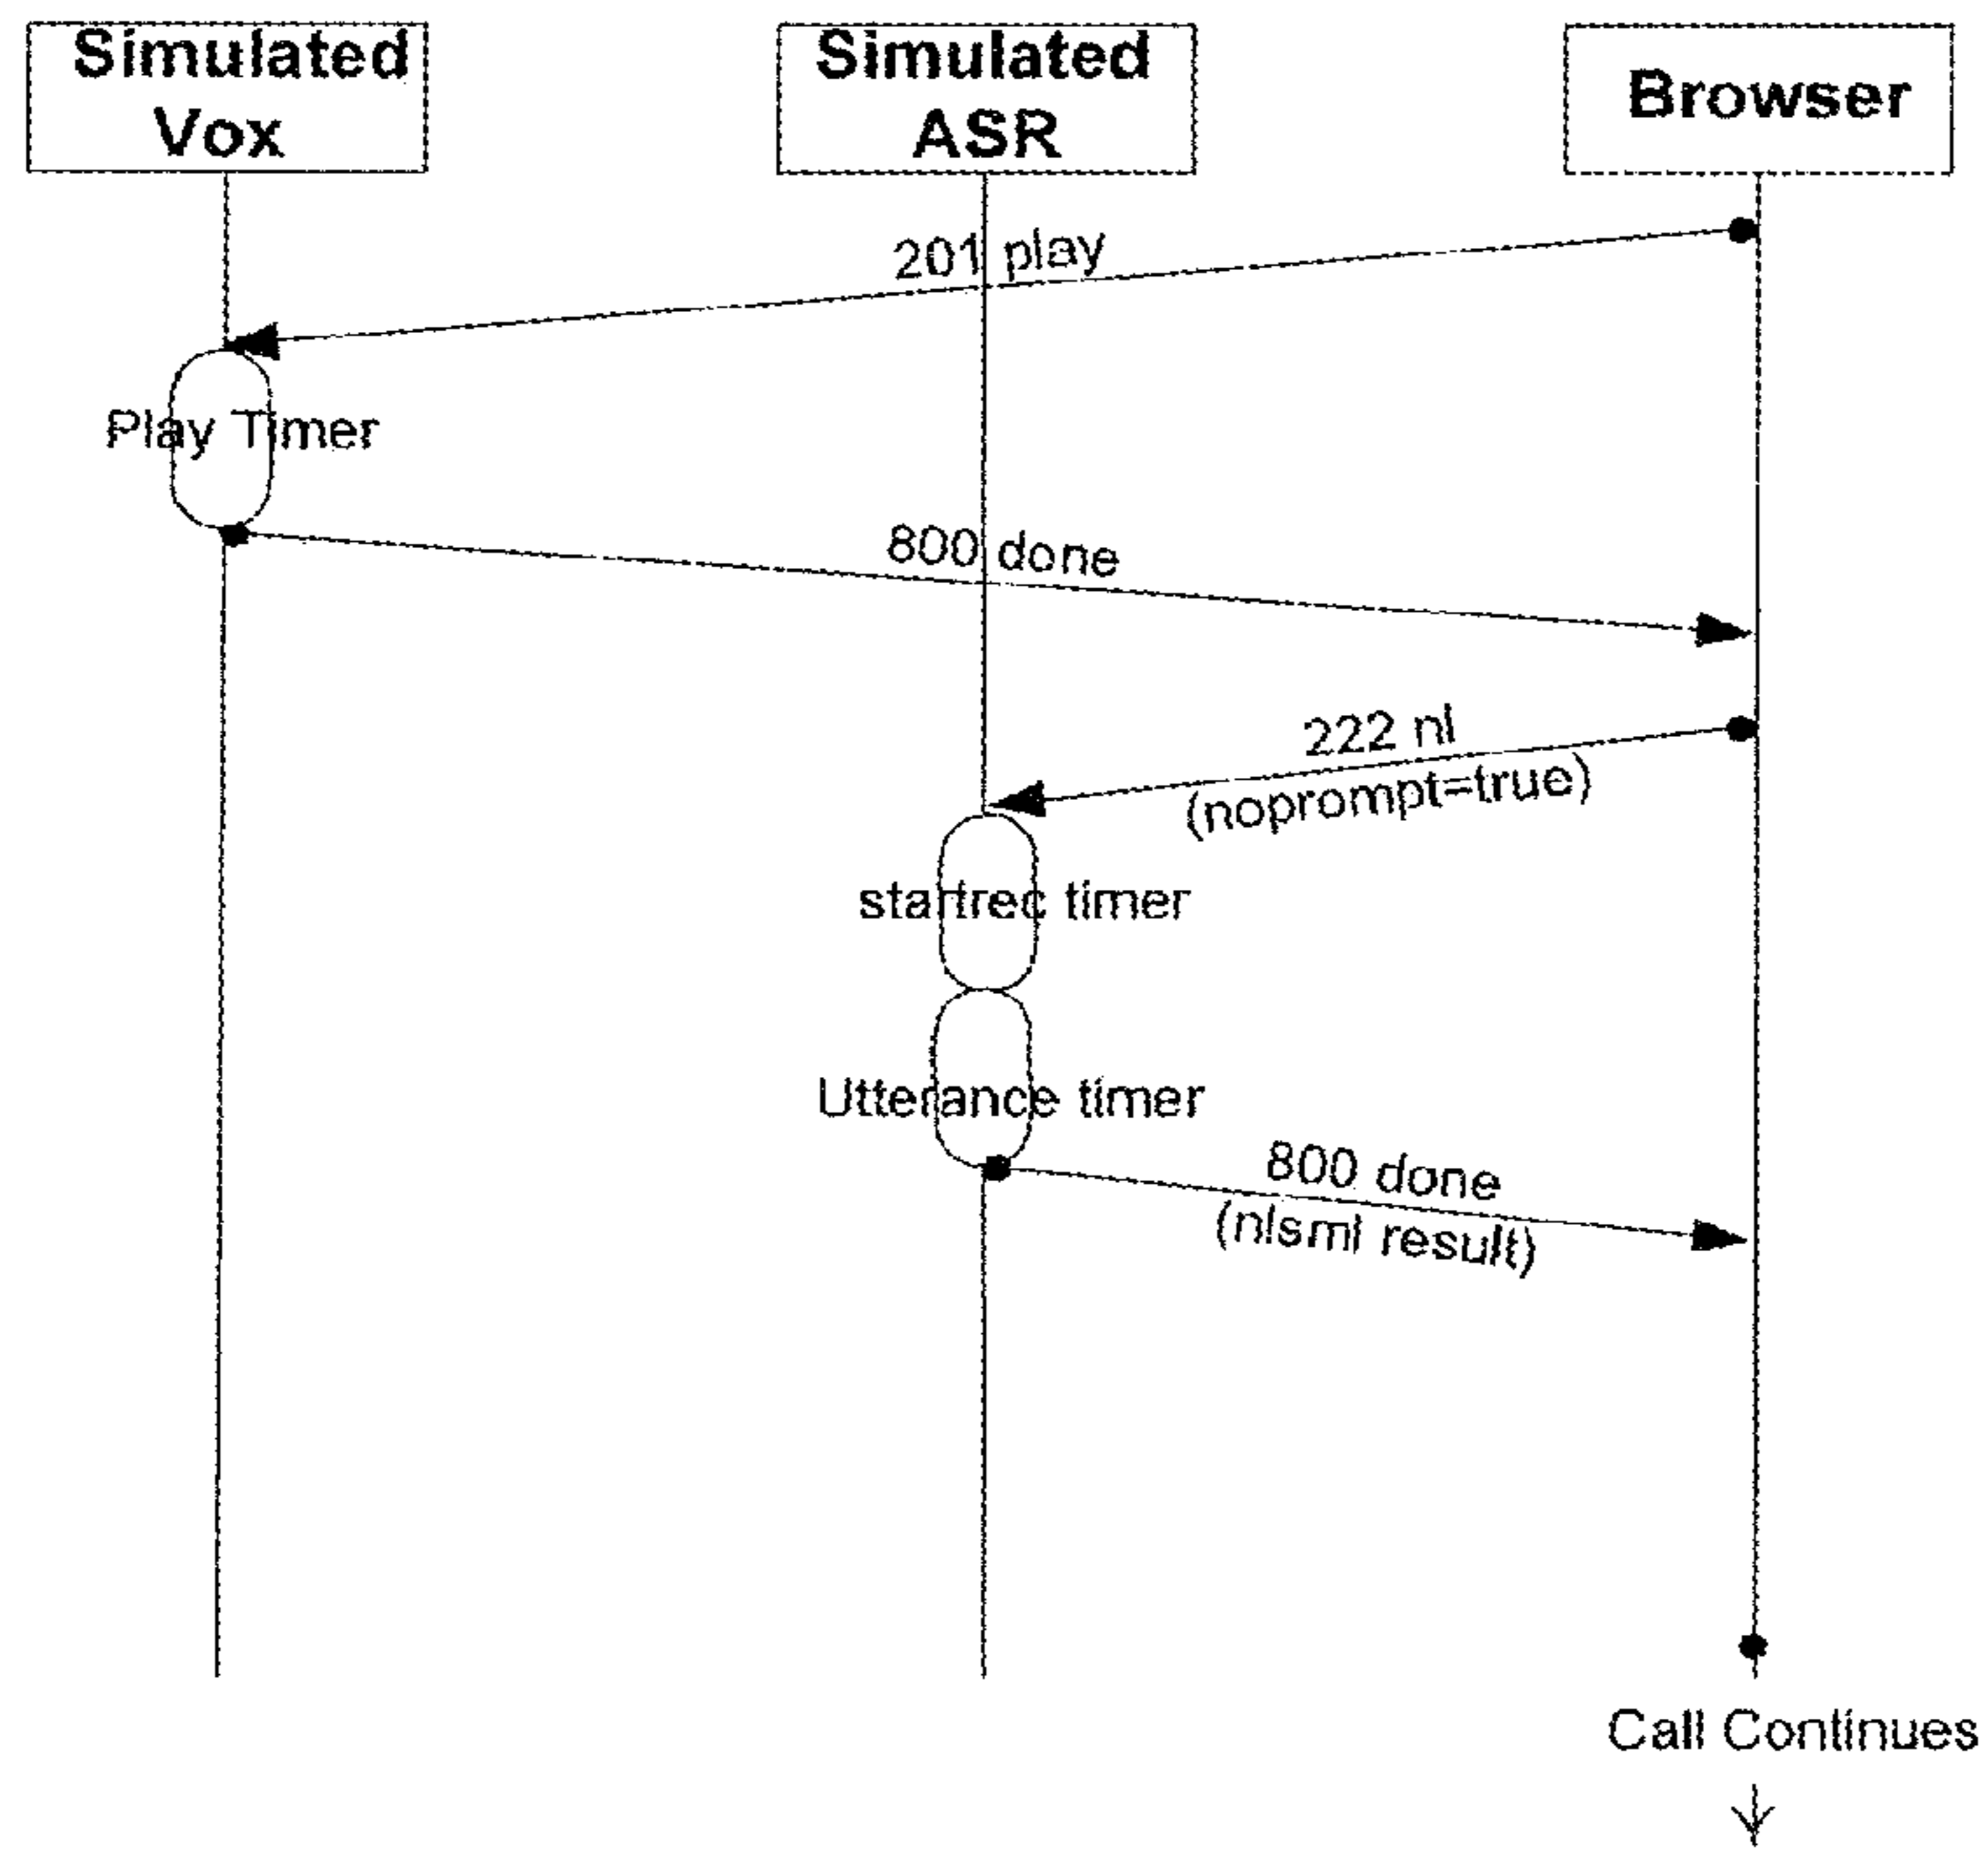 Simulated
Vox
Simulated
ASR
Browser
201 play
Play Timer
800 done
222 nl
(noprompt=true)
startrec timer
Utterance timer
800 done
(nlsml result)
Call Continues